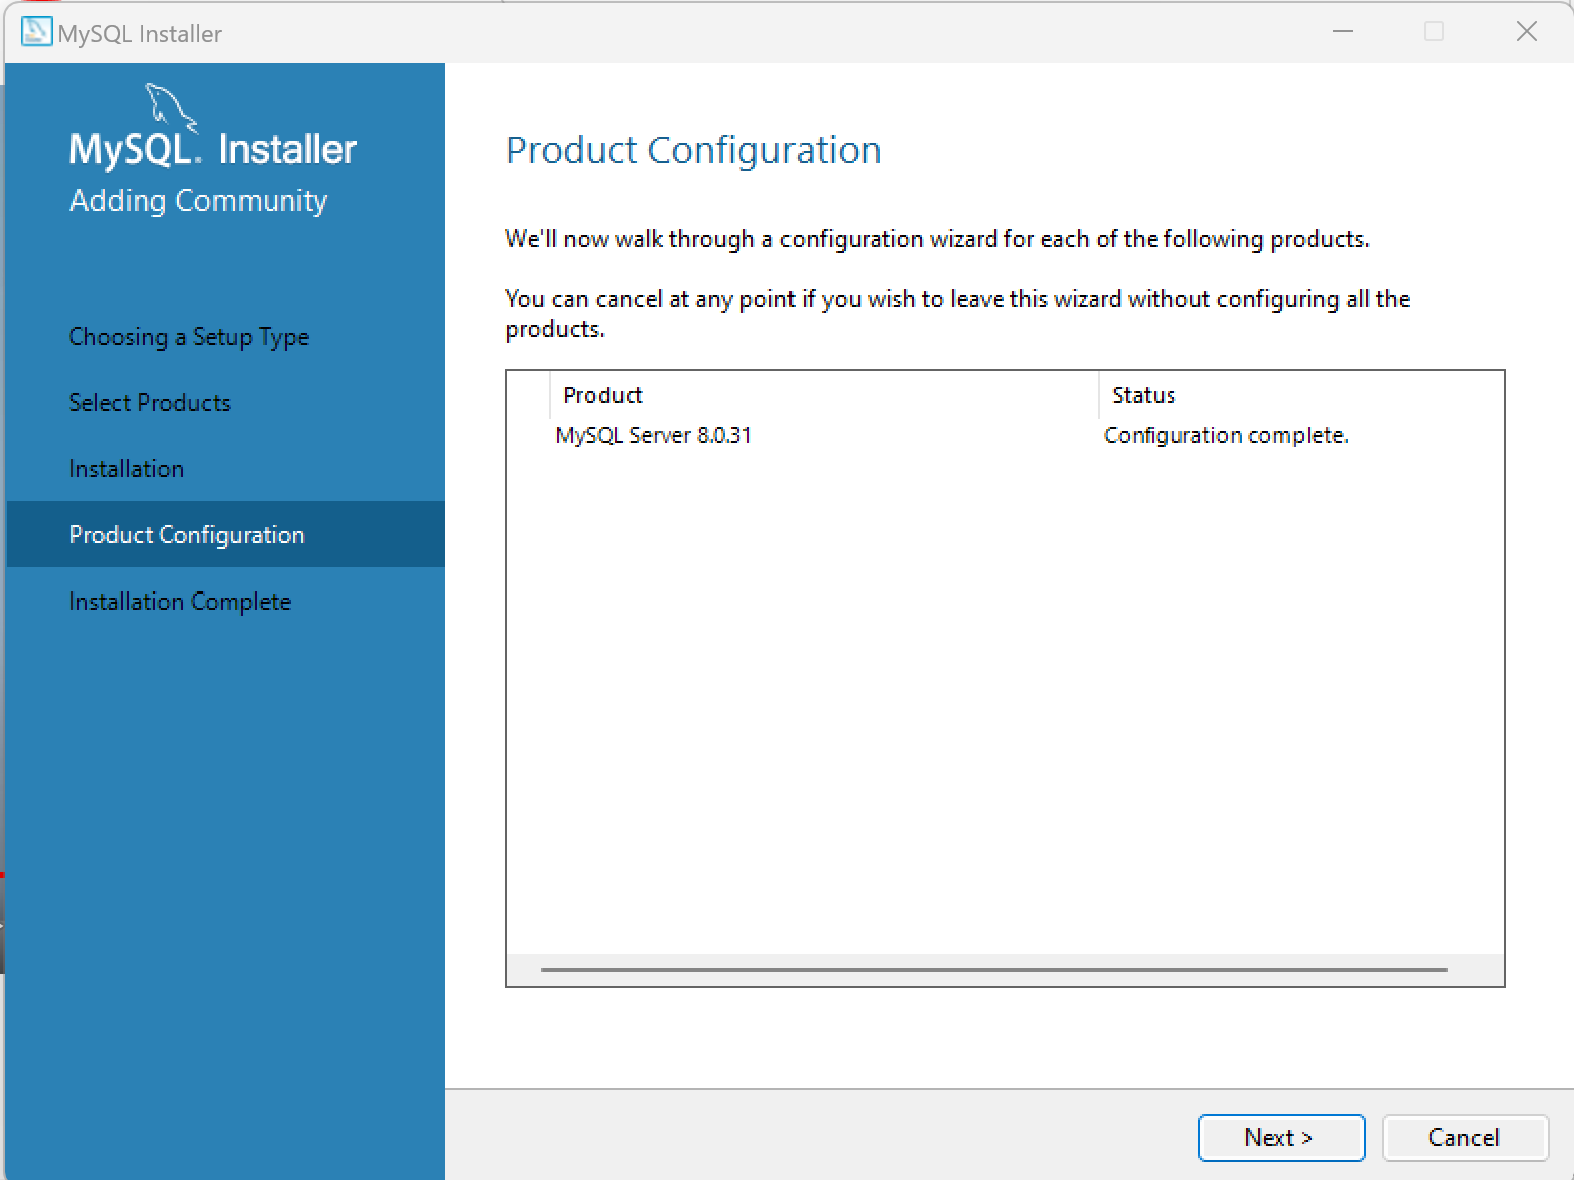 MySQL Installer
MySQL. Installer
Adding Community
Choosing a Setup Type
Select Products
Installation
Product Configuration
Installation Complete
Product Configuration
We'll now walk through a configuration wizard for each of the following products.
You can cancel at any point if you wish to leave this wizard without configuring all the
products.
Product Status
MySQL Server 8.0.31 Configuration complete.
Next > Cancel